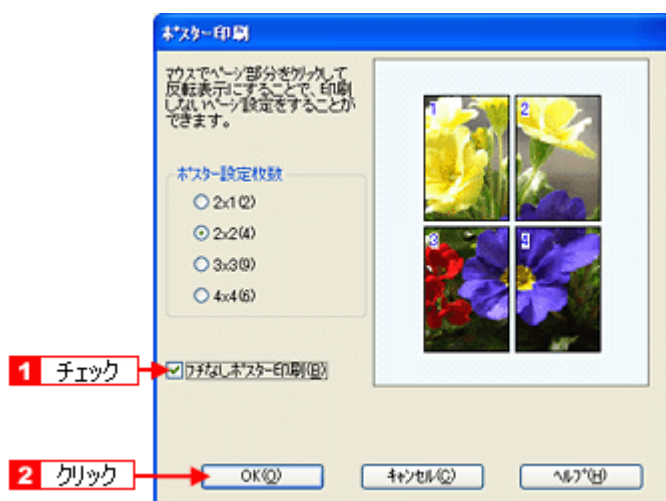 ポスター印刷
マウスでページ部分をクリックして
反転表示にすることで、印刷
しないページ設定をすることが
できます。
ポスター設定枚数
2x1(2)
2x2(4)
3x3(9)
4x4(6)
1 2
3 4
1 チェック
フチなしポスター印刷(B)
2 クリック
OK(O) キャンセル(C) ヘルプ(H)